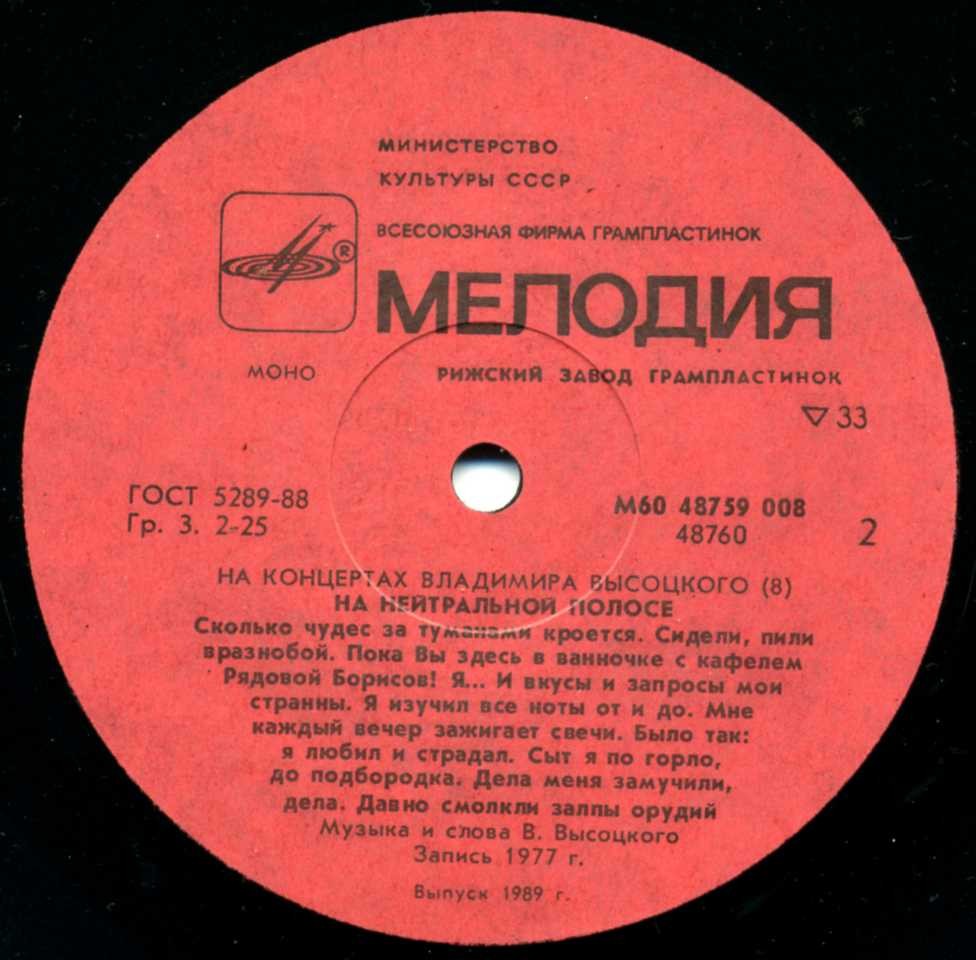 МИНИСТЕРСТВО
КУЛЬТУРЫ СССР
ВСЕСОЮЗНАЯ ФИРМА ГРАМПЛАСТИНОК
®
МЕЛОДИЯ
МОНО
РИЖСКИЙ ЗАВОД ГРАМПЛАСТИНОК
▽ 33
ГОСТ 5289-88
Гр. 3. 2-25
М60 48759 008
48760
2
НА КОНЦЕРТАХ ВЛАДИМИРА ВЫСОЦКОГО (8)
НА НЕЙТРАЛЬНОЙ ПОЛОСЕ
Сколько чудес за туманами кроется. Сидели, пили
вразнобой. Пока Вы здесь в ванночке с кафелем
Рядовой Борисов! Я... И вкусы и запросы мои
странны. Я изучил все ноты от и до. Мне
каждый вечер зажигает свечи. Было так:
я любил и страдал. Сыт я по горло,
до подбородка. Дела меня замучили,
дела. Давно смолкли залпы орудий
Музыка и слова В. Высоцкого
Запись 1977 г.
Выпуск 1989 г.